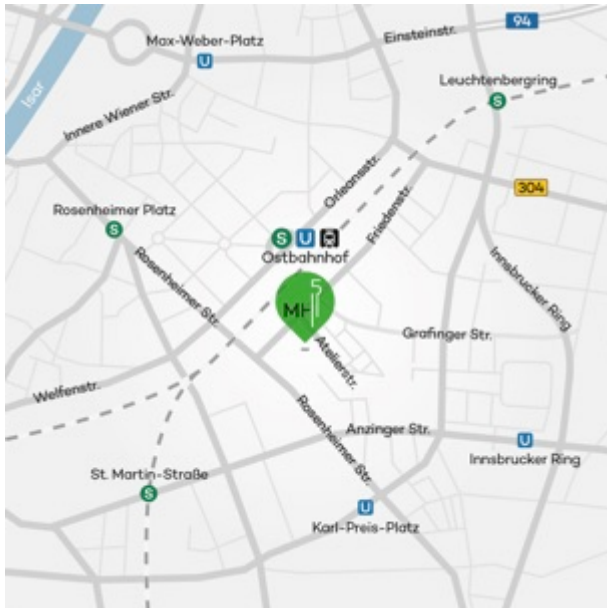 94
Max-Weber-Platz
Einsteinstr.
U
Isar
Leuchtenbergring
S
Innere Wiener Str.
Orleansstr.
304
Rosenheimer Platz
S
Friedenstr.
S U
Ostbahnhof
Rosenheimer Str.
Innsbrucker Ring
MH5
Grafinger Str.
Atelierstr.
Welfenstr.
Rosenheimer Str.
Anzinger Str.
U
Innsbrucker Ring
St. Martin-Straße
S
U
Karl-Preis-Platz